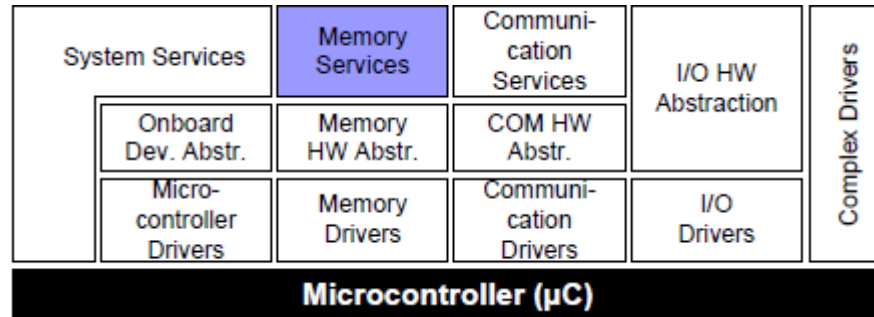 System Services
Memory
Services
Communi-
cation
Services
I/O HW
Abstraction
Complex Drivers
Onboard
Dev. Abstr.
Memory
HW Abstr.
COM HW
Abstr.
Micro-
controller
Drivers
Memory
Drivers
Communi-
cation
Drivers
I/O
Drivers
Microcontroller (µC)